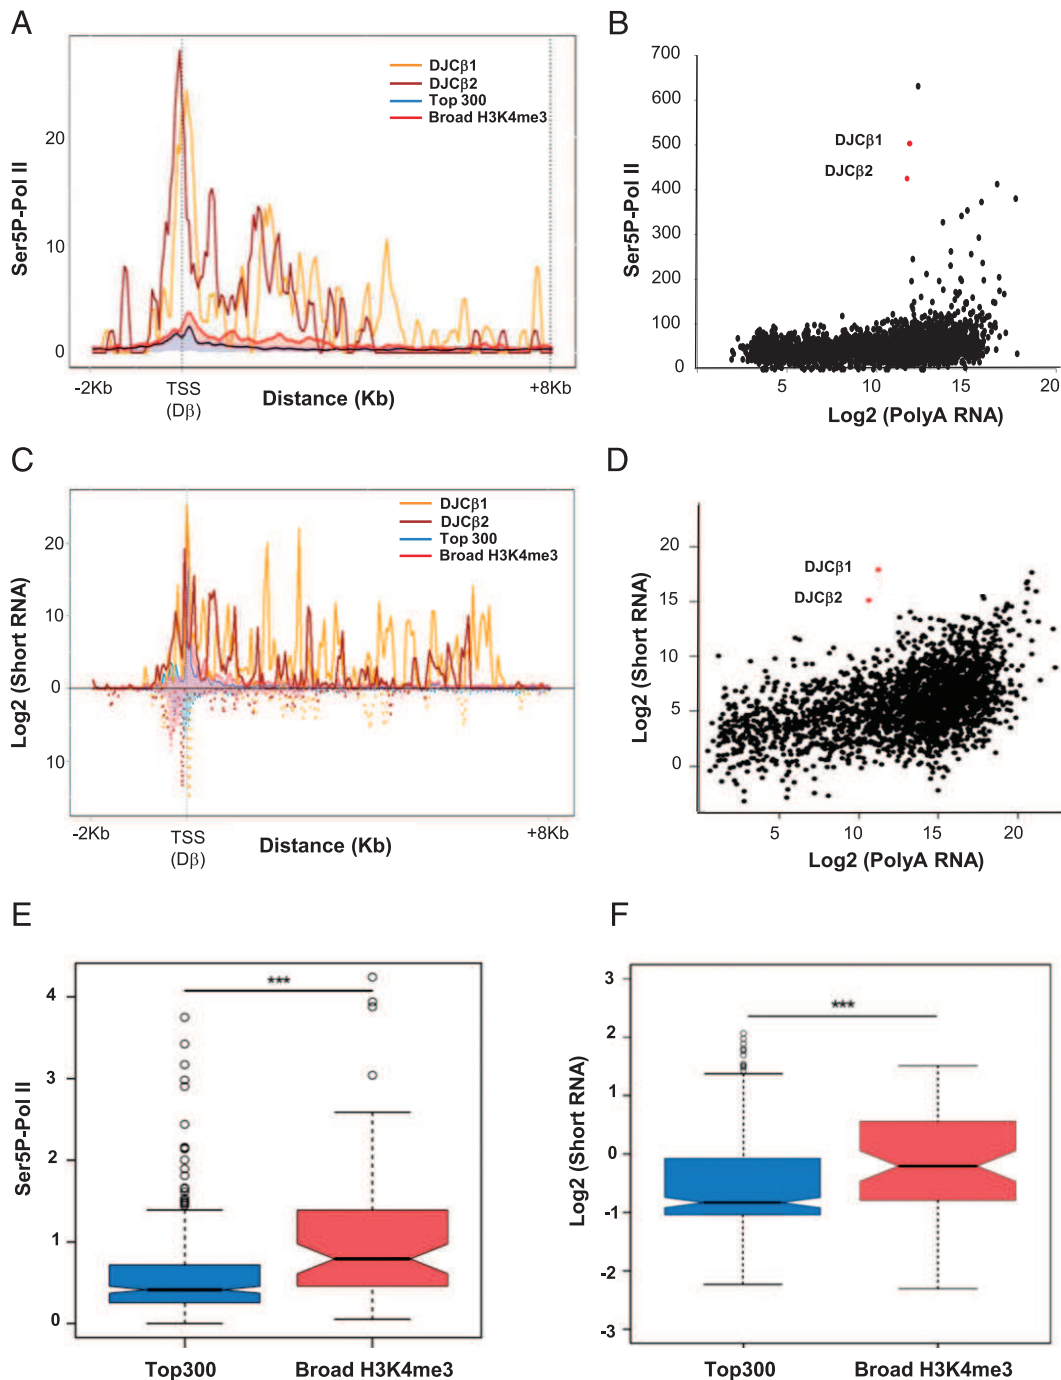 A
DJCβ1
DJCβ2
Top 300
Broad H3K4me3
Ser5P-Pol II
20
10
0
-2Kb
TSS
(Dβ)
Distance (Kb)
+8Kb
B
700
600
500
400
300
200
100
0
Ser5P-Pol II
DJCβ1
DJCβ2
5
10
15
20
Log2 (PolyA RNA)
C
DJCβ1
DJCβ2
Top 300
Broad H3K4me3
Log2 (Short RNA)
20
10
0
10
-2Kb
TSS
(Dβ)
Distance (Kb)
+8Kb
D
20
15
10
5
0
Log2 (Short RNA)
DJCβ1
DJCβ2
5
10
15
20
Log2 (PolyA RNA)
E
Ser5P-Pol II
4
3
2
1
0
***
Top300
Broad H3K4me3
F
Log2 (Short RNA)
3
2
1
0
-1
-2
-3
***
Top300
Broad H3K4me3